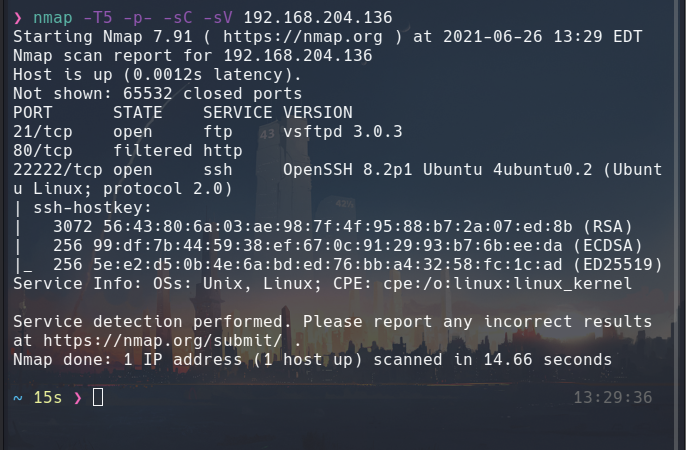 ❯ nmap -T5 -p- -sC -sV 192.168.204.136
Starting Nmap 7.91 ( https://nmap.org ) at 2021-06-26 13:29 EDT
Nmap scan report for 192.168.204.136
Host is up (0.0012s latency).
Not shown: 65532 closed ports
PORT      STATE    SERVICE VERSION
21/tcp    open     ftp     vsftpd 3.0.3
80/tcp    filtered http
22222/tcp open     ssh     OpenSSH 8.2p1 Ubuntu 4ubuntu0.2 (Ubunt
u Linux; protocol 2.0)
| ssh-hostkey:
|   3072 56:43:80:6a:03:ae:98:7f:4f:95:88:b7:2a:07:ed:8b (RSA)
|   256 99:df:7b:44:59:38:ef:67:0c:91:29:93:b7:6b:ee:da (ECDSA)
|_  256 5e:e2:d5:0b:4e:6a:bd:ed:76:bb:a4:32:58:fc:1c:ad (ED25519)
Service Info: OSs: Unix, Linux; CPE: cpe:/o:linux:linux_kernel

Service detection performed. Please report any incorrect results
at https://nmap.org/submit/ .
Nmap done: 1 IP address (1 host up) scanned in 14.66 seconds

~ 15s ❯ 13:29:36